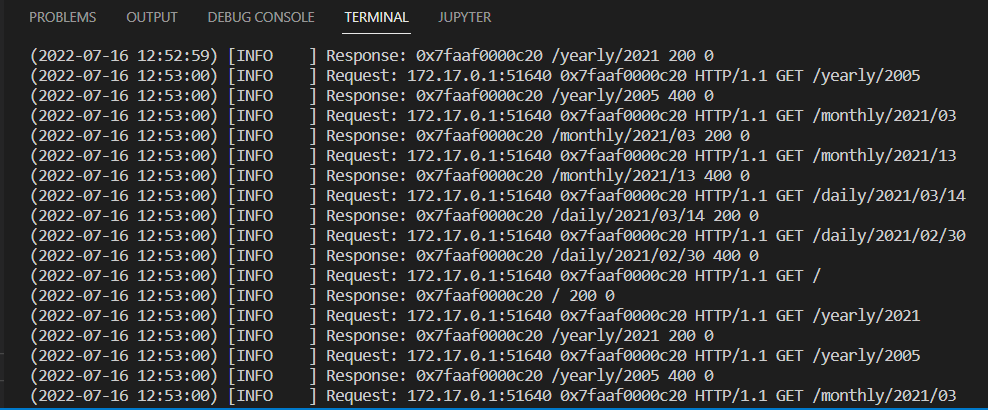 PROBLEMS OUTPUT DEBUG CONSOLE TERMINAL JUPYTER
(2022-07-16 12:52:59) [INFO    ] Response: 0x7faaf0000c20 /yearly/2021 200 0
(2022-07-16 12:53:00) [INFO    ] Request: 172.17.0.1:51640 0x7faaf0000c20 HTTP/1.1 GET /yearly/2005
(2022-07-16 12:53:00) [INFO    ] Response: 0x7faaf0000c20 /yearly/2005 400 0
(2022-07-16 12:53:00) [INFO    ] Request: 172.17.0.1:51640 0x7faaf0000c20 HTTP/1.1 GET /monthly/2021/03
(2022-07-16 12:53:00) [INFO    ] Response: 0x7faaf0000c20 /monthly/2021/03 200 0
(2022-07-16 12:53:00) [INFO    ] Request: 172.17.0.1:51640 0x7faaf0000c20 HTTP/1.1 GET /monthly/2021/13
(2022-07-16 12:53:00) [INFO    ] Response: 0x7faaf0000c20 /monthly/2021/13 400 0
(2022-07-16 12:53:00) [INFO    ] Request: 172.17.0.1:51640 0x7faaf0000c20 HTTP/1.1 GET /daily/2021/03/14
(2022-07-16 12:53:00) [INFO    ] Response: 0x7faaf0000c20 /daily/2021/03/14 200 0
(2022-07-16 12:53:00) [INFO    ] Request: 172.17.0.1:51640 0x7faaf0000c20 HTTP/1.1 GET /daily/2021/02/30
(2022-07-16 12:53:00) [INFO    ] Response: 0x7faaf0000c20 /daily/2021/02/30 400 0
(2022-07-16 12:53:00) [INFO    ] Request: 172.17.0.1:51640 0x7faaf0000c20 HTTP/1.1 GET /
(2022-07-16 12:53:00) [INFO    ] Response: 0x7faaf0000c20 / 200 0
(2022-07-16 12:53:00) [INFO    ] Request: 172.17.0.1:51640 0x7faaf0000c20 HTTP/1.1 GET /yearly/2021
(2022-07-16 12:53:00) [INFO    ] Response: 0x7faaf0000c20 /yearly/2021 200 0
(2022-07-16 12:53:00) [INFO    ] Request: 172.17.0.1:51640 0x7faaf0000c20 HTTP/1.1 GET /yearly/2005
(2022-07-16 12:53:00) [INFO    ] Response: 0x7faaf0000c20 /yearly/2005 400 0
(2022-07-16 12:53:00) [INFO    ] Request: 172.17.0.1:51640 0x7faaf0000c20 HTTP/1.1 GET /monthly/2021/03